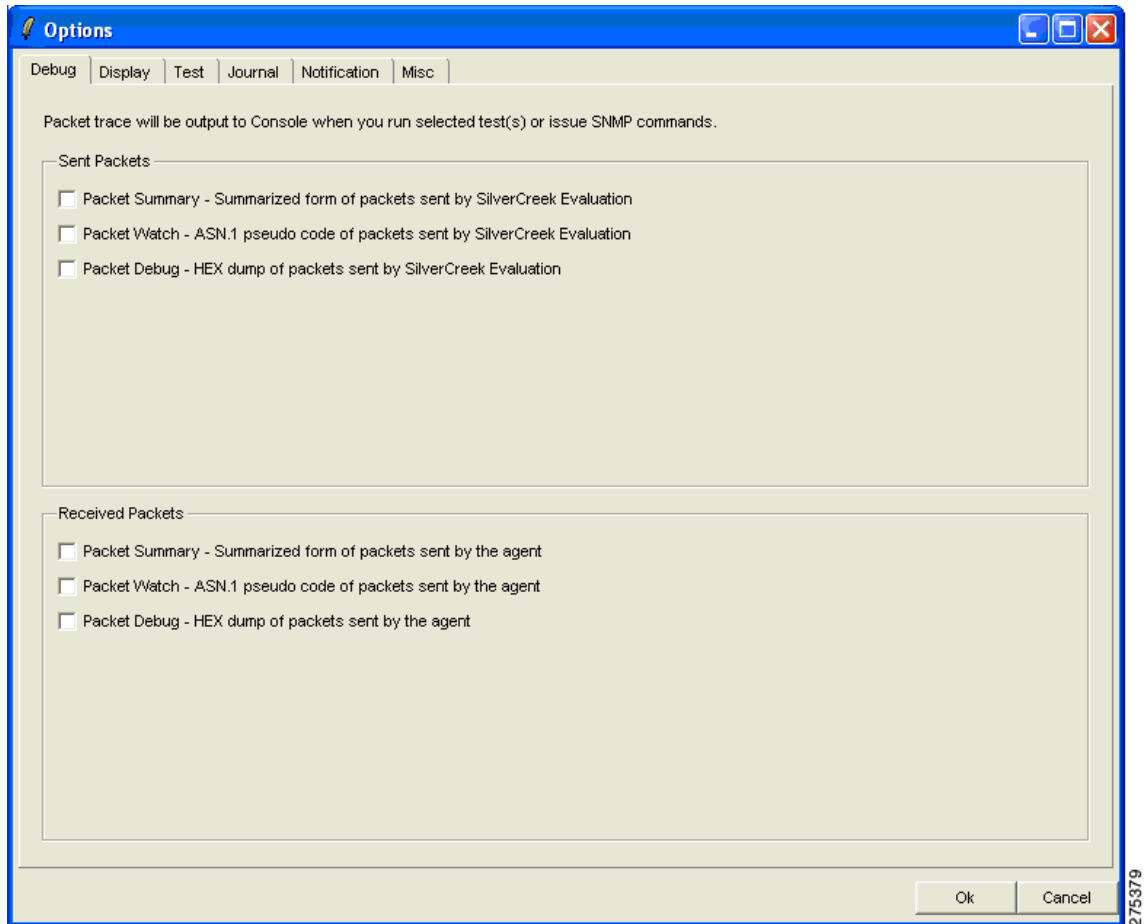 Options
Debug Display Test Journal Notification Misc
Packet trace will be output to Console when you run selected test(s) or issue SNMP commands.
Sent Packets
Packet Summary - Summarized form of packets sent by SilverCreek Evaluation
Packet Watch - ASN.1 pseudo code of packets sent by SilverCreek Evaluation
Packet Debug - HEX dump of packets sent by SilverCreek Evaluation
Received Packets
Packet Summary - Summarized form of packets sent by the agent
Packet Watch - ASN.1 pseudo code of packets sent by the agent
Packet Debug - HEX dump of packets sent by the agent
Ok Cancel
275379